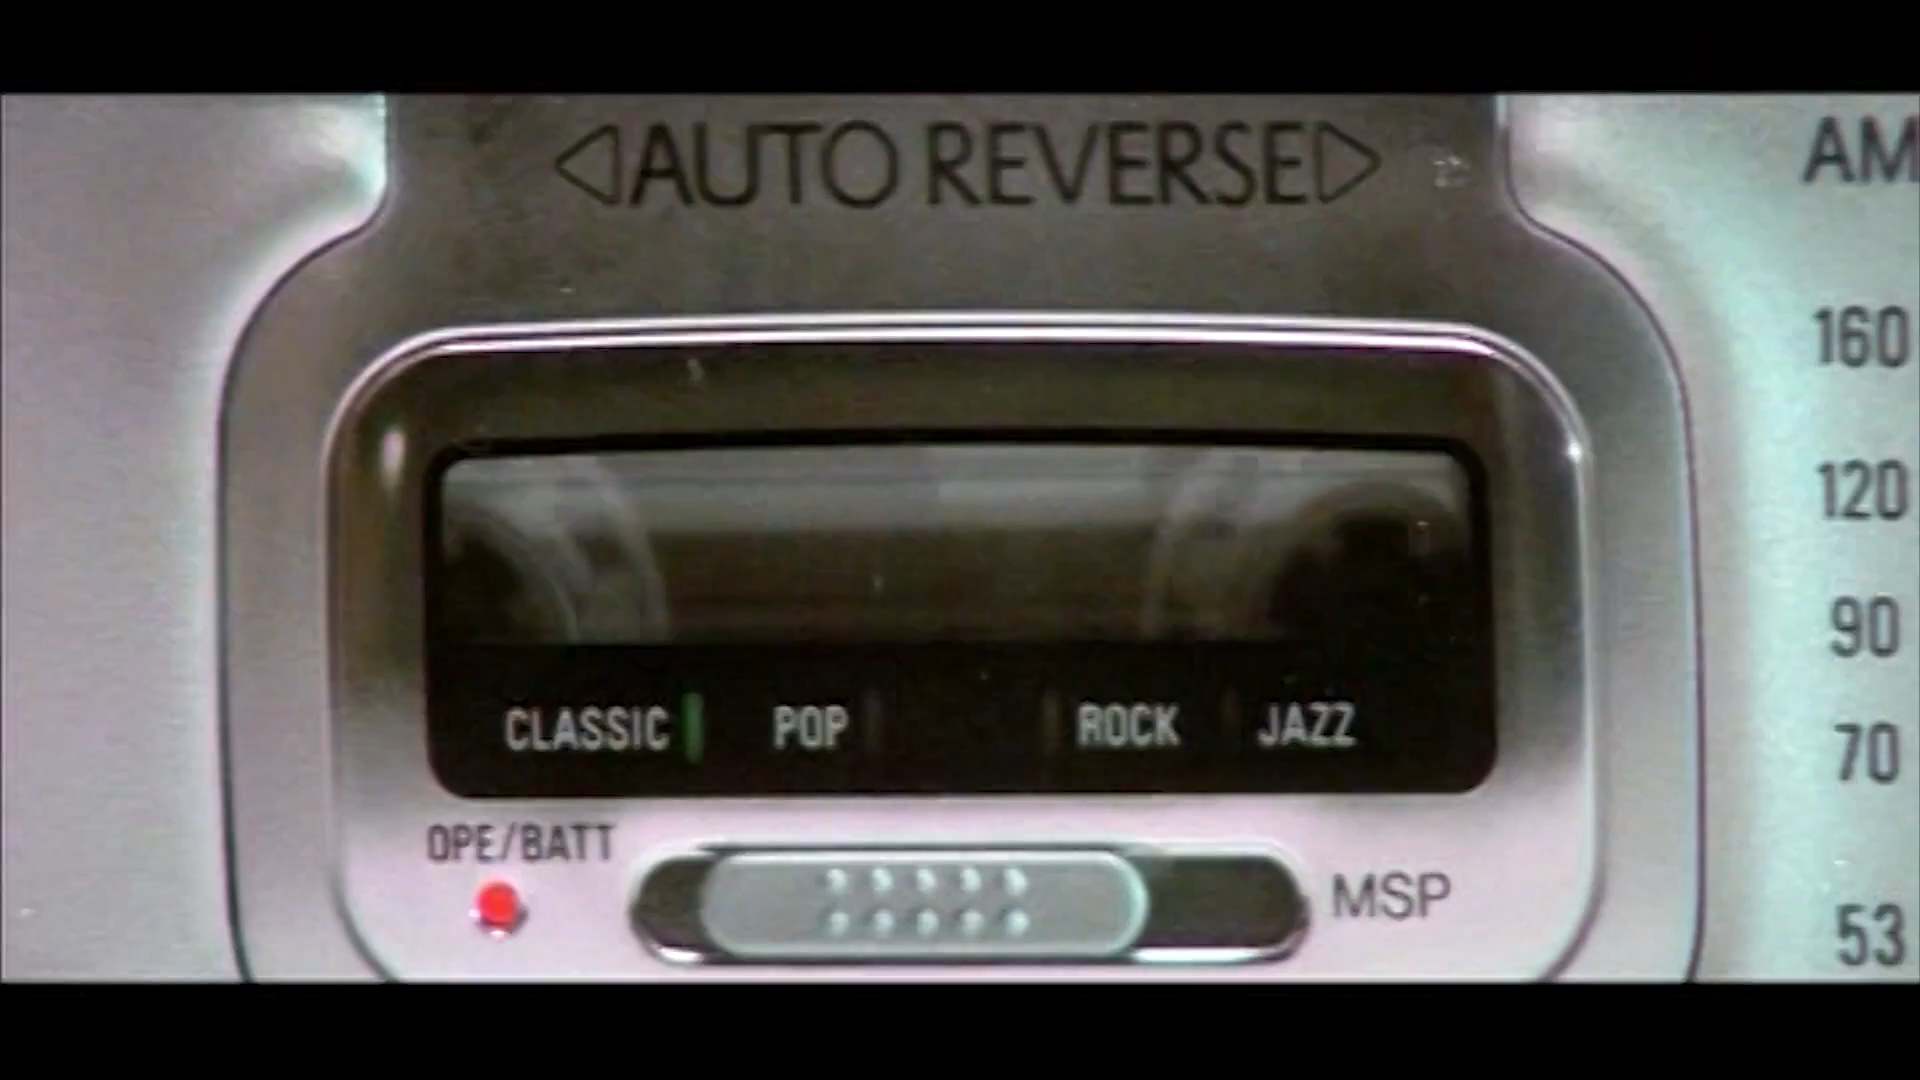 AUTO REVERSE
AM
160
120
90
70
53
CLASSIC POP ROCK JAZZ
OPE/BATT
MSP